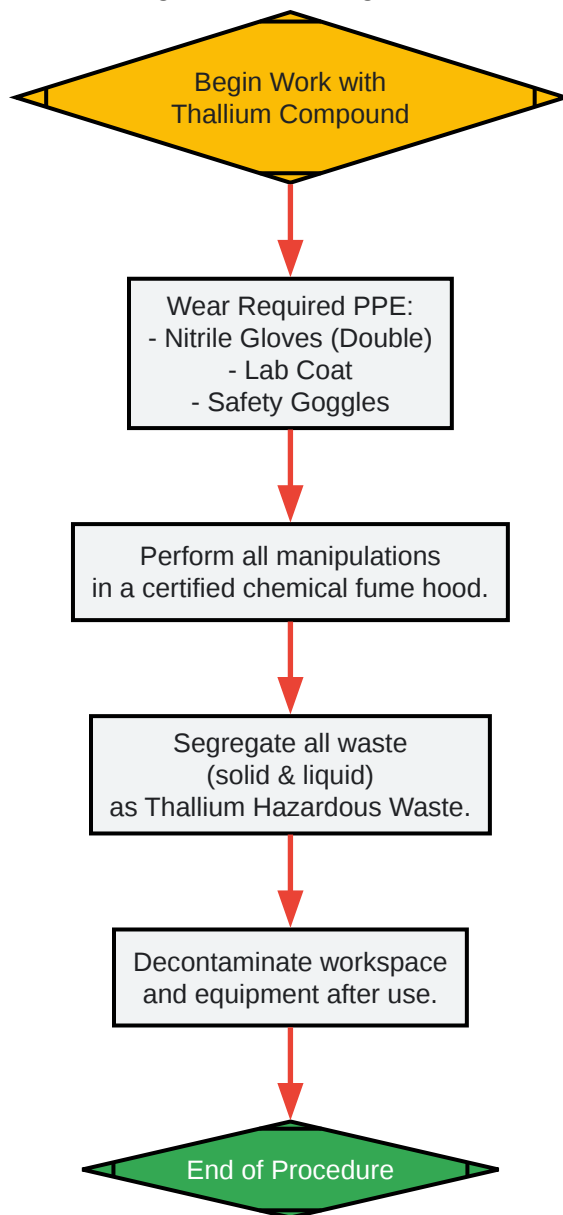 Begin Work with
Thallium Compound
Wear Required PPE:
- Nitrile Gloves (Double)
- Lab Coat
- Safety Goggles
Perform all manipulations
in a certified chemical fume hood.
Segregate all waste
(solid & liquid)
as Thallium Hazardous Waste.
Decontaminate workspace
and equipment after use.
End of Procedure